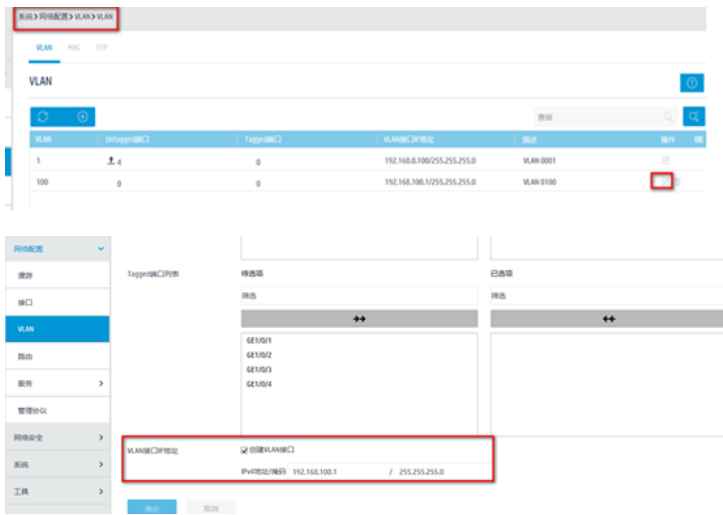 系统>网络配置>VLAN>VLAN
VLAN MAC STP
VLAN
查询
VLAN Untagged端口 Tagged端口 VLAN接口IP地址 描述 操作
1 4 0 192.168.0.100/255.255.255.0 VLAN 0001
100 0 0 192.168.100.1/255.255.255.0 VLAN 0100
网络配置
漫游 Tagged端口列表 待选项 已选项
接口 筛选 筛选
VLAN
路由 GE1/0/1
GE1/0/2
服务 GE1/0/3
GE1/0/4
管理协议
网络安全
VLAN接口IP地址 创建VLAN接口
系统
IPv4地址/掩码 192.168.100.1 / 255.255.255.0
工具
取消